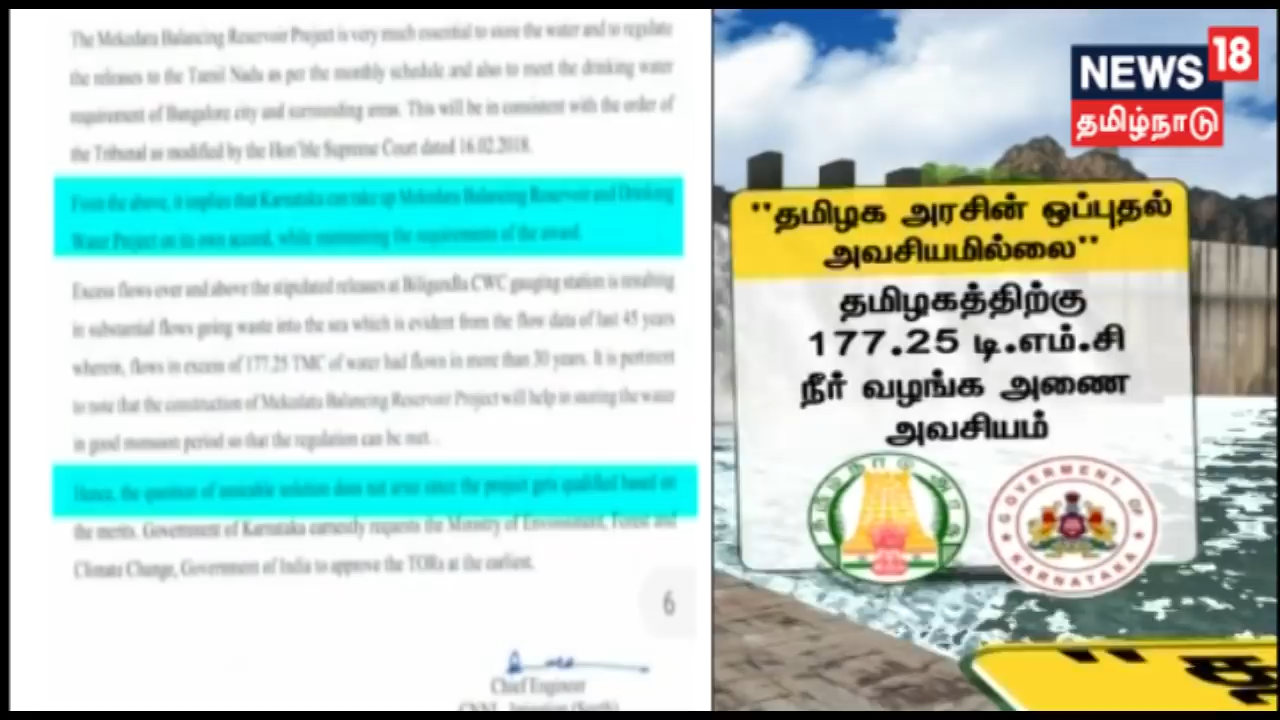 The Mekedatu Balancing Reservoir Project is very much essential to store the water and to regulate
the releases to the Tamil Nadu as per the monthly schedule and also to meet the drinking water
requirement of Bangalore city and surrounding areas. This will be in consistent with the order of
the Tribunal as modified by the Hon'ble Supreme Court dated 16.02.2018.
From the above, it implies that Karnataka can take up Mekedatu Balancing Reservoir and Drinking
Water Project on its own accord, while maintaining the requirements of the award.
Excess flows over and above the stipulated releases at Biligundlu CWC gauging station is resulting
in substantial flows going waste into the sea which is evident from the flow data of last 45 years
wherein, flows in excess of 177.25 TMC of water had flown in more than 30 years. It is pertinent
to note that the construction of Mekedatu Balancing Reservoir Project will help in storing the water
in good monsoon period so that the regulation can be met.
Hence, the question of amicable solution does not arise since the project gets qualified based on
the merits. Government of Karnataka earnestly requests the Ministry of Environment, Forest and
Climate Change, Government of India to approve the TORs at the earliest.
6
Chief Engineer
NEWS 18
தமிழ்நாடு
"தமிழக அரசின் ஒப்புதல்
அவசியமில்லை"
தமிழகத்திற்கு
177.25 டி.எம்.சி
நீர் வழங்க அணை
அவசியம்
தமிழ்நாடு அரசு
GOVERMENT OF
KARNATAKA